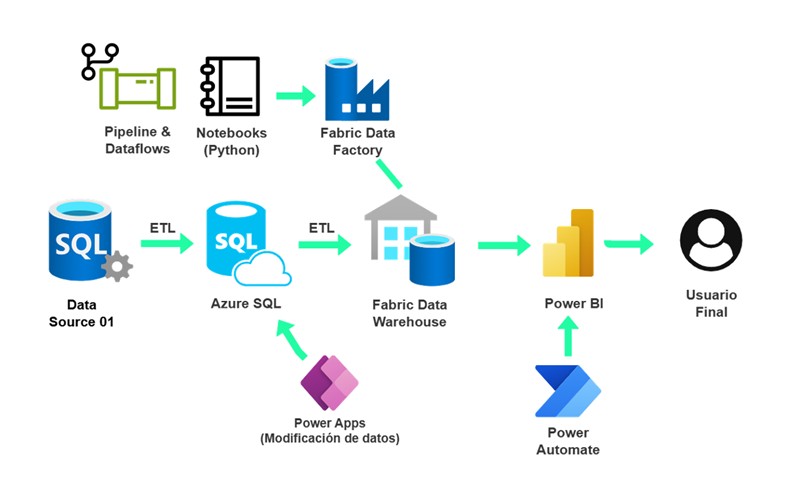 Pipeline &
Dataflows
Notebooks
(Python)
Fabric Data
Factory
SQL
ETL
SQL
ETL
Data
Source 01
Azure SQL
Fabric Data
Warehouse
Power BI
Usuario
Final
Power Apps
(Modificación de datos)
Power
Automate